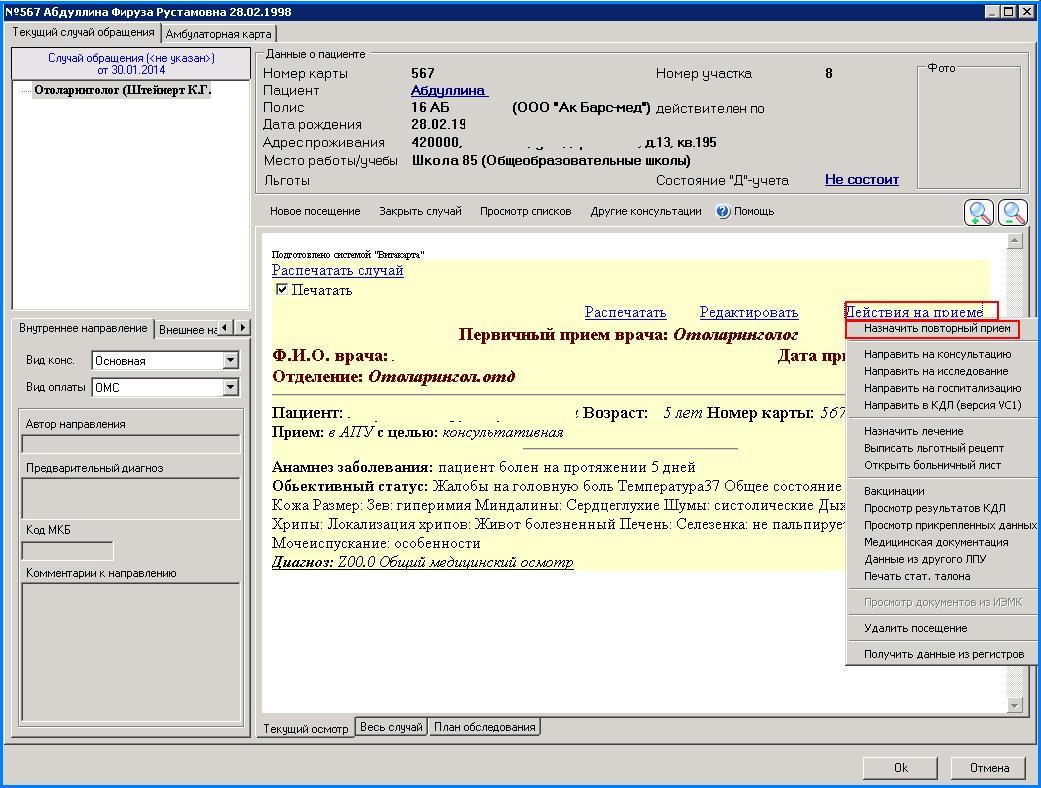 №567 Абдуллина Фируза Рустамовна 28.02.1998
Текущий случай обращения
Амбулаторная карта
Случай обращения (<не указан>)
от 30.01.2014
Отоларинголог (Штейнерт К.Г.
Данные о пациенте
Номер карты 567 Номер участка 8
Пациент Абдуллина
Полис 16 АБ (ООО "Ак Барс-мед") действителен по
Дата рождения 28.02.19
Адрес проживания 420000, д.13, кв.195
Место работы/учебы Школа 85 (Общеобразовательные школы)
Льготы Состояние "Д"-учета Не состоит
Фото
Новое посещение Закрыть случай Просмотр списков Другие консультации Помощь
Подготовлено системой "Витакарта"
Распечатать случай
Печатать
Распечатать Редактировать Действия на приеме
Первичный прием врача: Отоларинголог
Ф.И.О. врача: . Дата при
Отделение: Отоларингол.отд
Пациент: . Возраст: 5 лет Номер карты: 567
Прием: в АПУ с целью: консультативная
Анамнез заболевания: пациент болен на протяжении 5 дней
Обьективный статус: Жалобы на головную боль Температура37 Общее состояние
Кожа Размер: Зев: гиперимия Миндалины: Сердцеглухие Шумы: систолические Дых
Хрипы: Локализация хрипов: Живот болезненный Печень: Селезенка: не пальпирует
Мочеиспускание: особенности
Диагноз: Z00.0 Общий медицинский осмотр
Назначить повторный прием
Направить на консультацию
Направить на исследование
Направить на госпитализацию
Направить в КДЛ (версия VC1)
Назначить лечение
Выписать льготный рецепт
Открыть больничный лист
Вакцинации
Просмотр результатов КДЛ
Просмотр прикрепленных данных
Медицинская документация
Данные из другого ЛПУ
Печать стат. талона
Просмотр документов из ИЭМК
Удалить посещение
Получить данные из регистров
Внутреннее направление
Внешнее на
Вид конс. Основная
Вид оплаты ОМС
Автор направления
Предварительный диагноз
Код МКБ
Комментарии к направлению
Текущий осмотр Весь случай План обследования
Ok Отмена